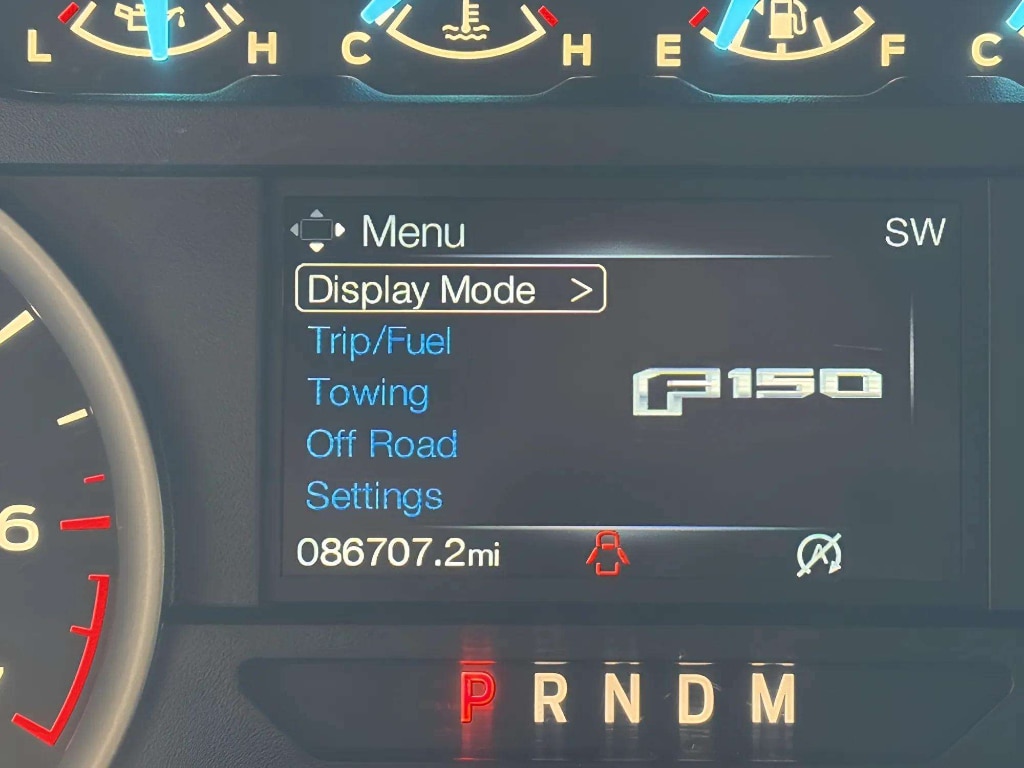 L H C H E F C
Menu SW
Display Mode >
Trip/Fuel
F150
Towing
Off Road
Settings
6
086707.2mi A
P R N D M